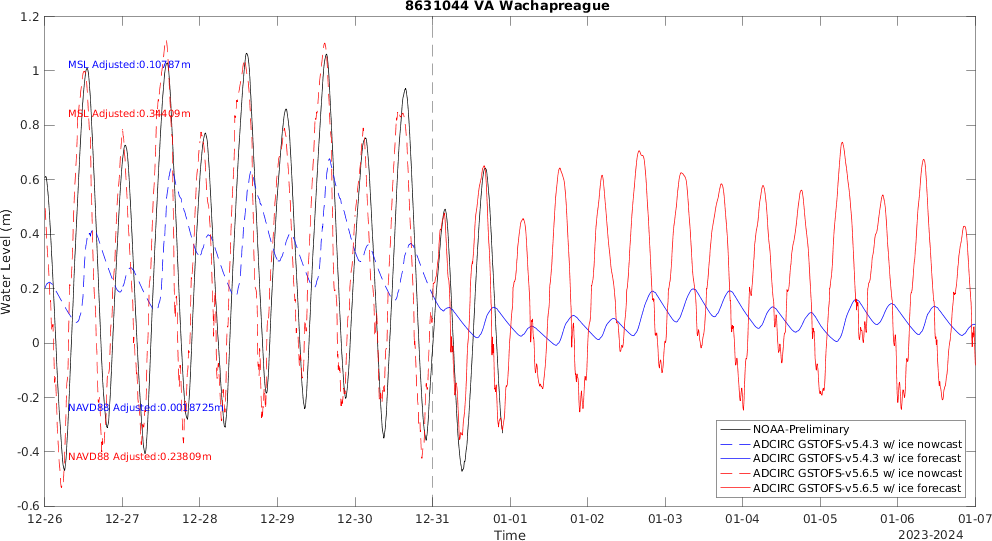 8631044 VA Wachapreague
1.2
1
0.8
0.6
0.4
0.2
0
-0.2
-0.4
-0.6
Water Level (m)
MSL Adjusted:0.10787m
MSL Adjusted:0.34409m
NAVD88 Adjusted:0.0018725m
NAVD88 Adjusted:0.23809m
NOAA-Preliminary
ADCIRC GSTOFS-v5.4.3 w/ ice nowcast
ADCIRC GSTOFS-v5.4.3 w/ ice forecast
ADCIRC GSTOFS-v5.6.5 w/ ice nowcast
ADCIRC GSTOFS-v5.6.5 w/ ice forecast
12-26 12-27 12-28 12-29 12-30 12-31 01-01 01-02 01-03 01-04 01-05 01-06 01-07
Time
2023-2024